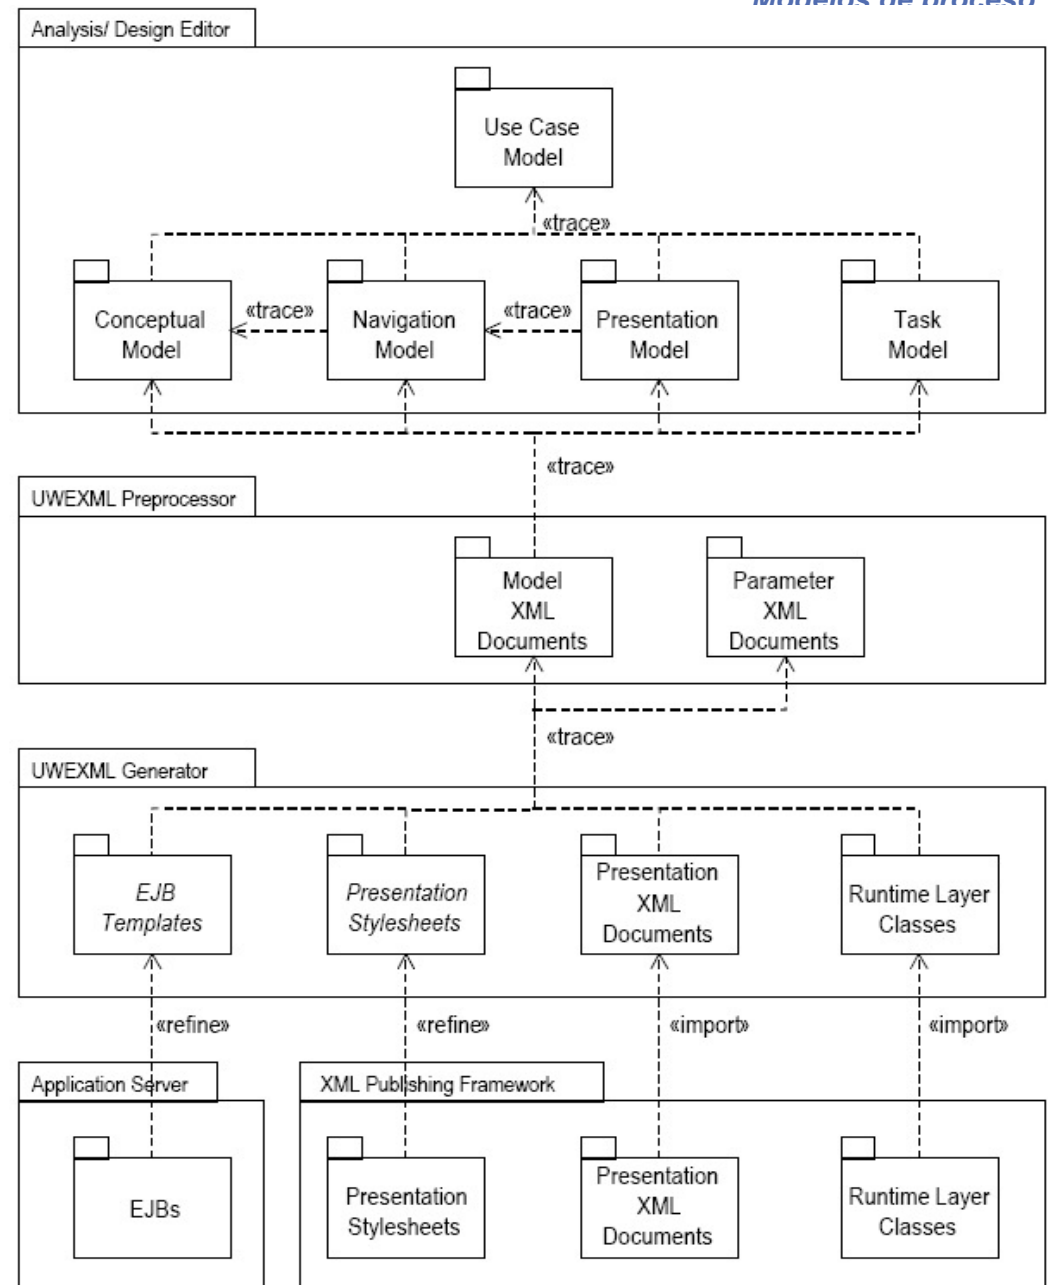 Modelos de proceso
Analysis/ Design Editor
Use Case
Model
«trace»
Conceptual
Model
«trace»
Navigation
Model
«trace»
Presentation
Model
Task
Model
«trace»
UWEXML Preprocessor
Model
XML
Documents
Parameter
XML
Documents
«trace»
UWEXML Generator
EJB
Templates
Presentation
Stylesheets
Presentation
XML
Documents
Runtime Layer
Classes
«refine»
«refine»
«import»
«import»
Application Server
XML Publishing Framework
EJBs
Presentation
Stylesheets
Presentation
XML
Documents
Runtime Layer
Classes